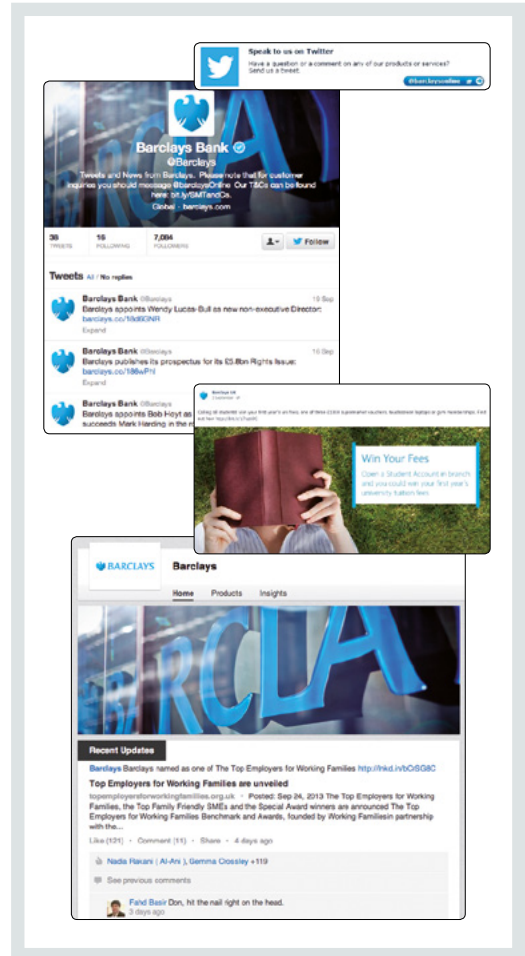 Speak to us on Twitter
Have a question or a comment on any of our products or services?
Send us a tweet.
@barclaysonline
Barclays Bank
@Barclays
Tweets and News from Barclays. Please note that for customer
inquiries you should message @barclaysOnline Our T&Cs can be found
here: bit.ly/SMTandCs.
Global - barclays.com
36
TWEETS
16
FOLLOWING
7,084
FOLLOWERS
Follow
Tweets All / No replies
Barclays Bank @Barclays 19 Sep
Barclays appoints Wendy Lucas-Bull as new non-executive Director:
Expand
Barclays Bank @Barclays 16 Sep
Barclays publishes its prospectus for its £5.8bn Rights Issue:
Expand
Barclays Bank @Barclays
Barclays appoints Bob Hoyt as
succeeds Mark Harding in the
Barclays UK
Win Your Fees
Open a Student Account in branch
and you could win your first year's
university tuition fees
BARCLAYS
Barclays
Home Products Insights
BARCLA
Recent Updates
Barclays Barclays named as one of The Top Employers for Working Families
Top Employers for Working Families are unveiled
topemployersforworkingfamilies.org.uk · Posted: Sep 24, 2013 The Top Employers for Working
Families, the Top Family Friendly SMEs and the Special Award winners are announced The Top
Employers for Working Families Benchmark and Awards, founded by Working Familiesin partnership
with the...
Like (121) · Comment (11) · Share · 4 days ago
Nadia Rakani ( Al-Ani ), Gemma Crossley +119
See previous comments
Fahd Basir Don, hit the nail right on the head.
3 days ago